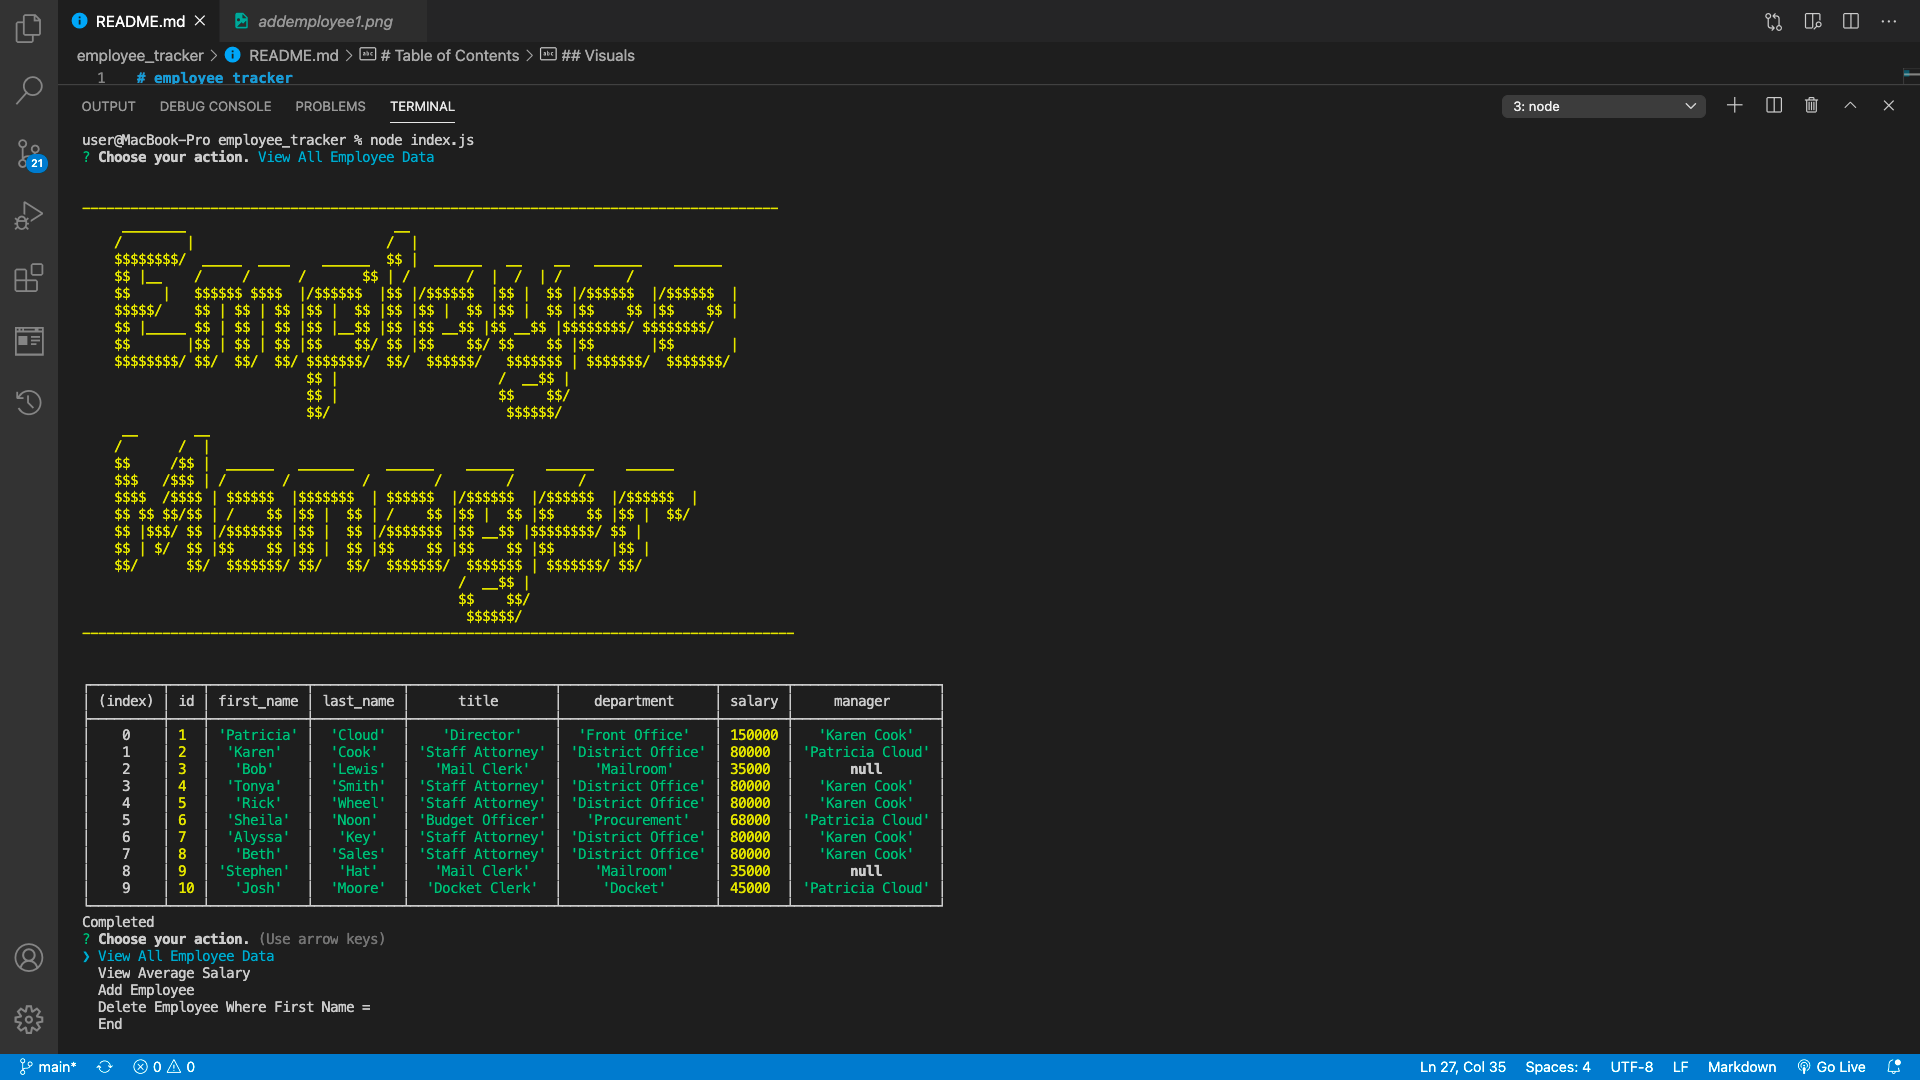 README.md
addemployee1.png
employee_tracker > README.md > # Table of Contents > ## Visuals
1 # employee tracker
OUTPUT DEBUG CONSOLE PROBLEMS TERMINAL
3: node
user@MacBook-Pro employee_tracker % node index.js
? Choose your action. View All Employee Data
Employee
Manager
(index) id first_name last_name title department salary manager
0 1 'Patricia' 'Cloud' 'Director' 'Front Office' 150000 'Karen Cook'
1 2 'Karen' 'Cook' 'Staff Attorney' 'District Office' 80000 'Patricia Cloud'
2 3 'Bob' 'Lewis' 'Mail Clerk' 'Mailroom' 35000 null
3 4 'Tonya' 'Smith' 'Staff Attorney' 'District Office' 80000 'Karen Cook'
4 5 'Rick' 'Wheel' 'Staff Attorney' 'District Office' 80000 'Karen Cook'
5 6 'Sheila' 'Noon' 'Budget Officer' 'Procurement' 68000 'Patricia Cloud'
6 7 'Alyssa' 'Key' 'Staff Attorney' 'District Office' 80000 'Karen Cook'
7 8 'Beth' 'Sales' 'Staff Attorney' 'District Office' 80000 'Karen Cook'
8 9 'Stephen' 'Hat' 'Mail Clerk' 'Mailroom' 35000 null
9 10 'Josh' 'Moore' 'Docket Clerk' 'Docket' 45000 'Patricia Cloud'
Completed
? Choose your action. (Use arrow keys)
❯ View All Employee Data
View Average Salary
Add Employee
Delete Employee Where First Name =
End
21
main* 0 0 Ln 27, Col 35 Spaces: 4 UTF-8 LF Markdown Go Live